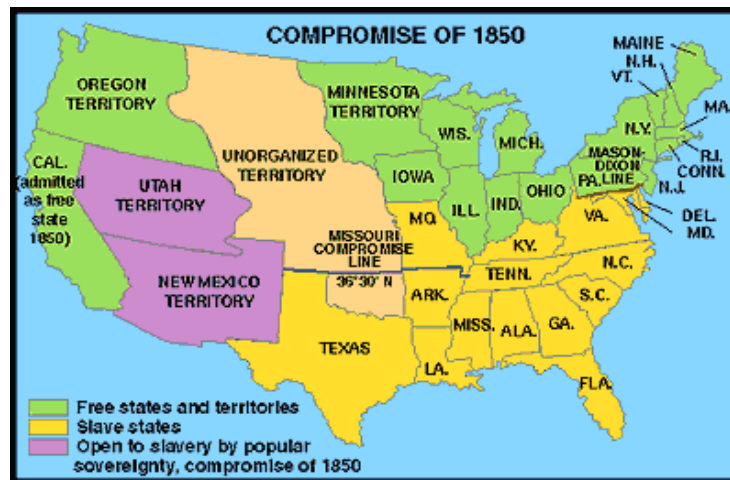 COMPROMISE OF 1850
MAINE
N.H.
VT.
MA.
OREGON
TERRITORY
MINNESOTA
TERRITORY
WIS.
MICH.
N.Y.
R.I.
CONN.
MASON-
DIXON
LINE
PA.
N.J.
CAL.
(admitted
as free
state
1850)
UNORGANIZED
TERRITORY
UTAH
TERRITORY
IOWA
ILL.
IND.
OHIO
DEL.
MD.
MO.
VA.
KY.
MISSOURI
COMPROMISE
LINE
36°30' N
NEW MEXICO
TERRITORY
TENN.
N.C.
ARK.
S.C.
MISS.
ALA.
GA.
TEXAS
LA.
FLA.
Free states and territories
Slave states
Open to slavery by popular
sovereignty, compromise of 1850